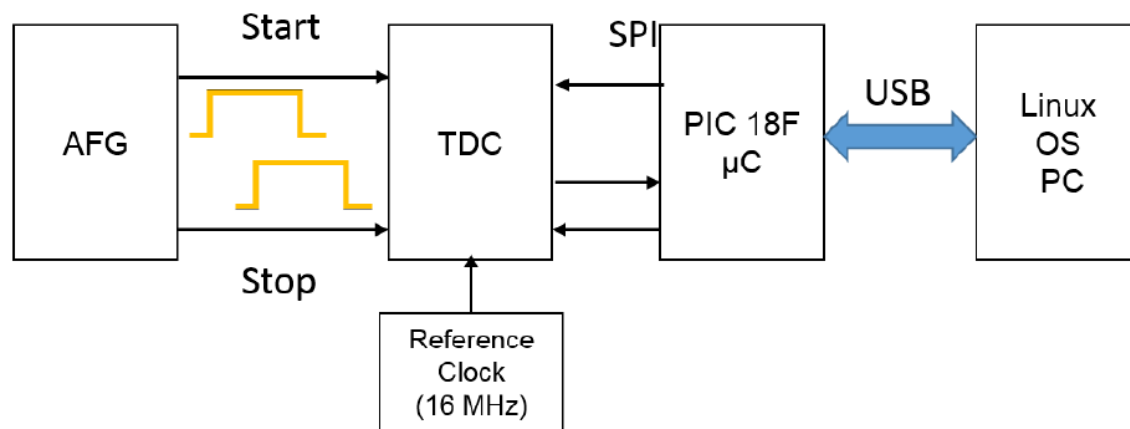 Start
SPI
USB
AFG
TDC
PIC 18F
µC
Linux
OS
PC
Stop
Reference
Clock
(16 MHz)